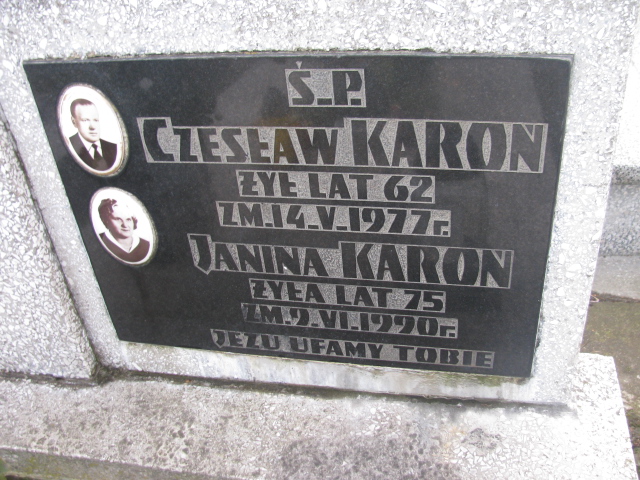 Ś.P.
CZESŁAW KAROŃ
ŻYŁ LAT 62
ZM.14.V.1977r.
JANINA KAROŃ
ŻYŁA LAT 75
ZM.9.VI.1990r.
JEZU UFAMY TOBIE